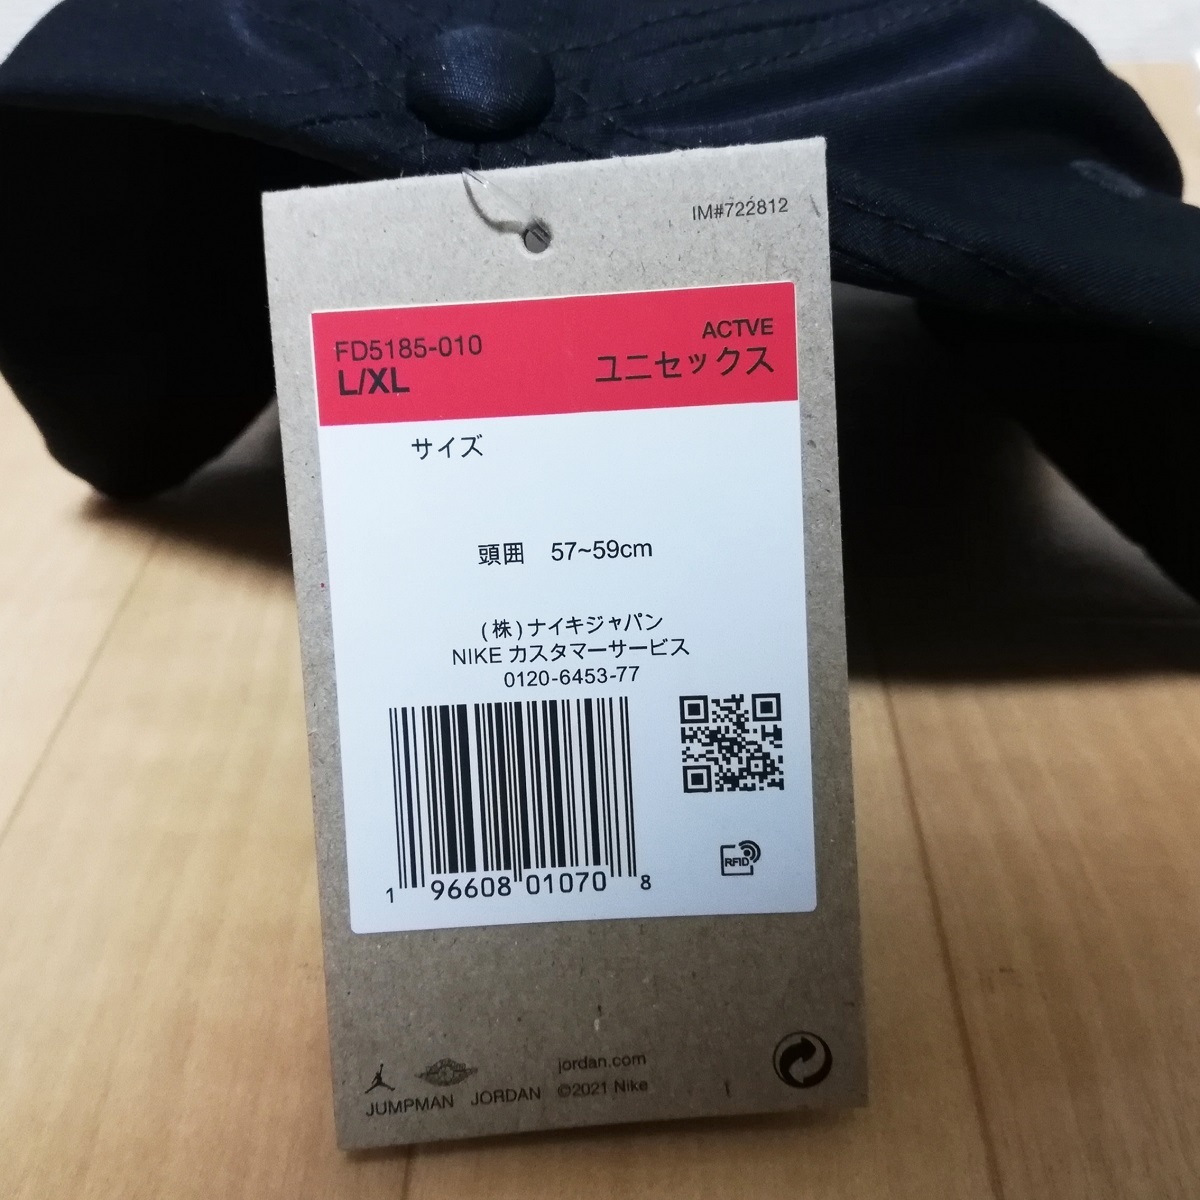 IM#722812
FD5185-010
ACTVE
L/XL
ユニセックス
サイズ
頭囲 57~59cm
(株)ナイキジャパン
NIKE カスタマーサービス
0120-6453-77
1 96608 01070 8
RFID
jordan.com
JUMPMAN JORDAN ©2021 Nike